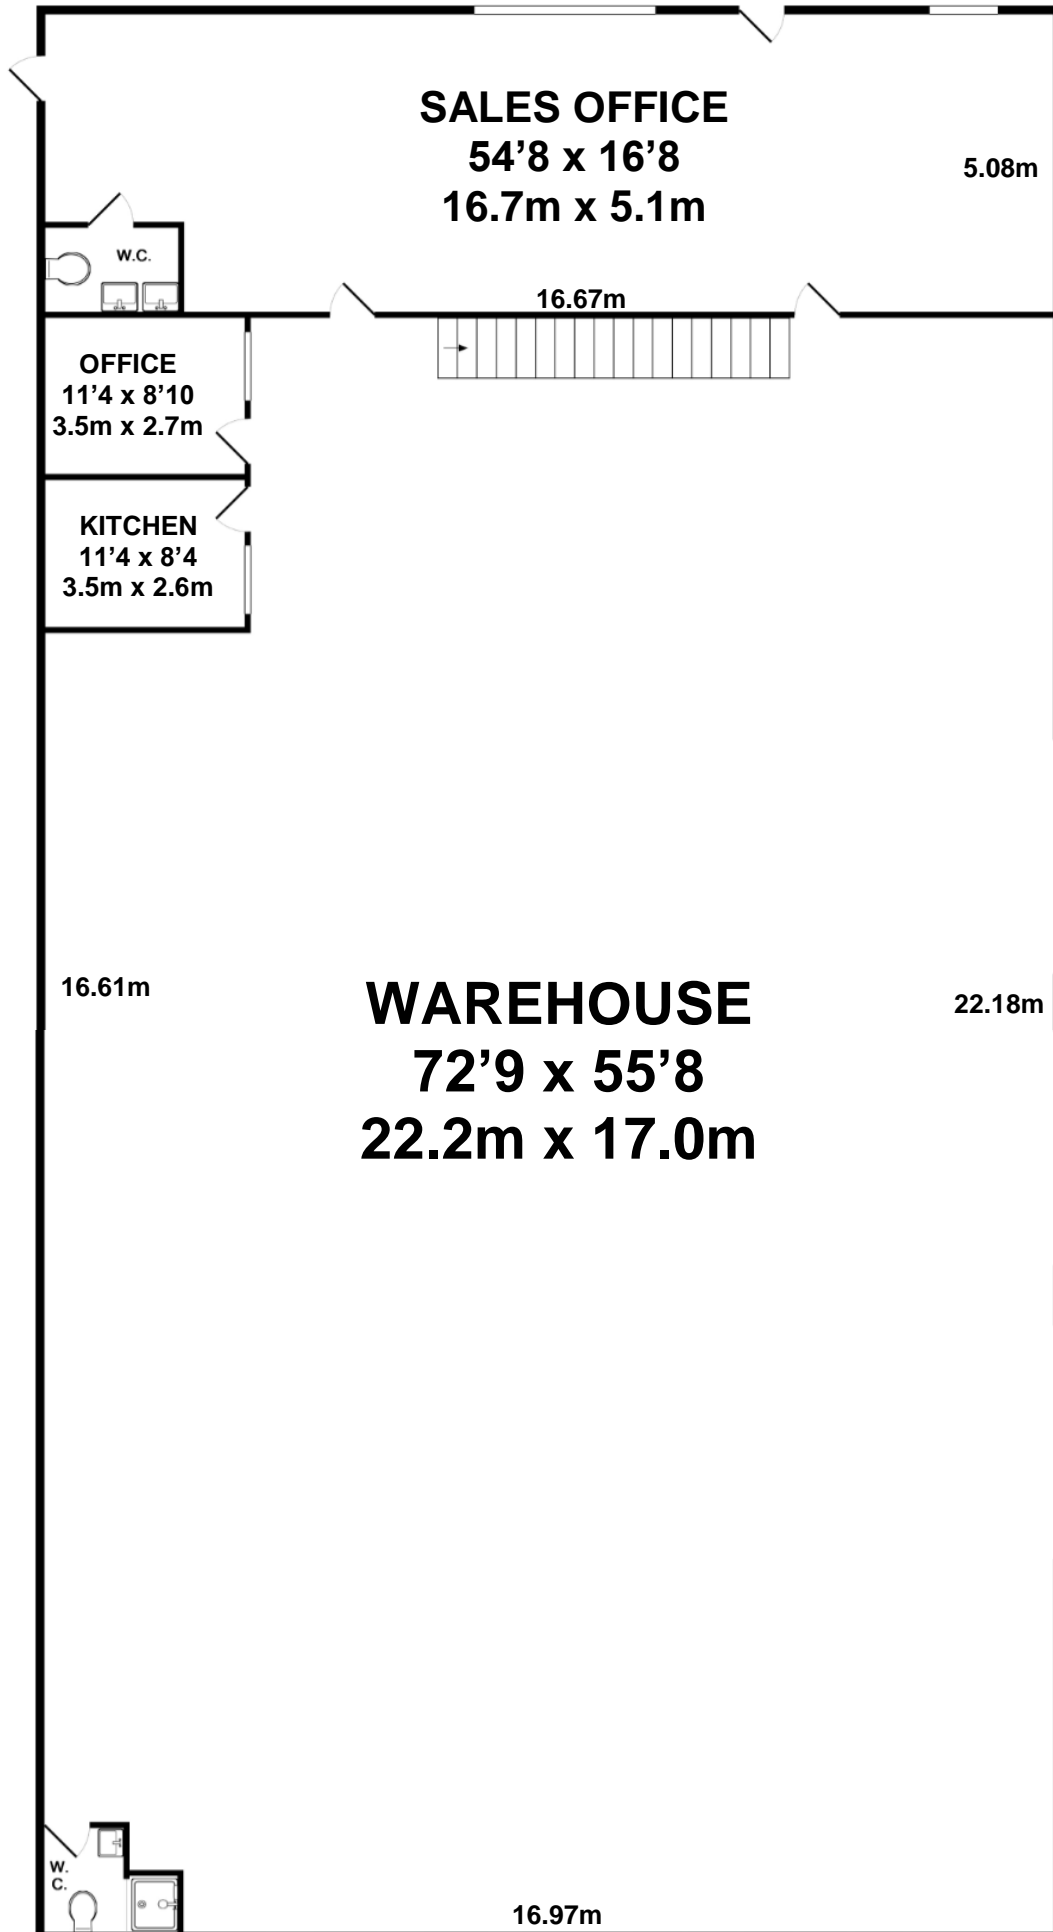 SALES OFFICE
54’8 x 16’8
16.7m x 5.1m
5.08m
W.C.
16.67m
OFFICE
11’4 x 8’10
3.5m x 2.7m
KITCHEN
11’4 x 8’4
3.5m x 2.6m
16.61m
WAREHOUSE
72’9 x 55’8
22.2m x 17.0m
22.18m
W.
C.
16.97m